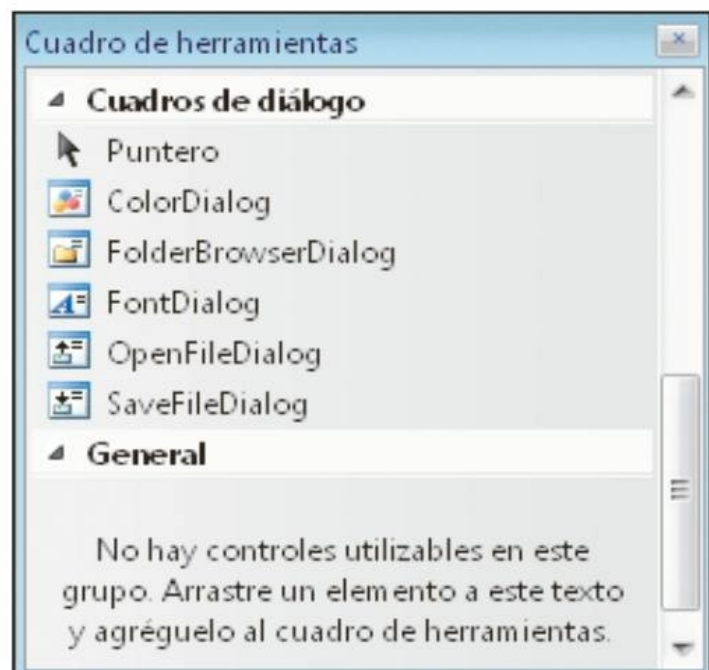 Cuadro de herramientas
Cuadros de diálogo
Puntero
ColorDialog
FolderBrowserDialog
FontDialog
OpenFileDialog
SaveFileDialog
General
No hay controles utilizables en este
grupo. Arrastre un elemento a este texto
y agréguelo al cuadro de herramientas.